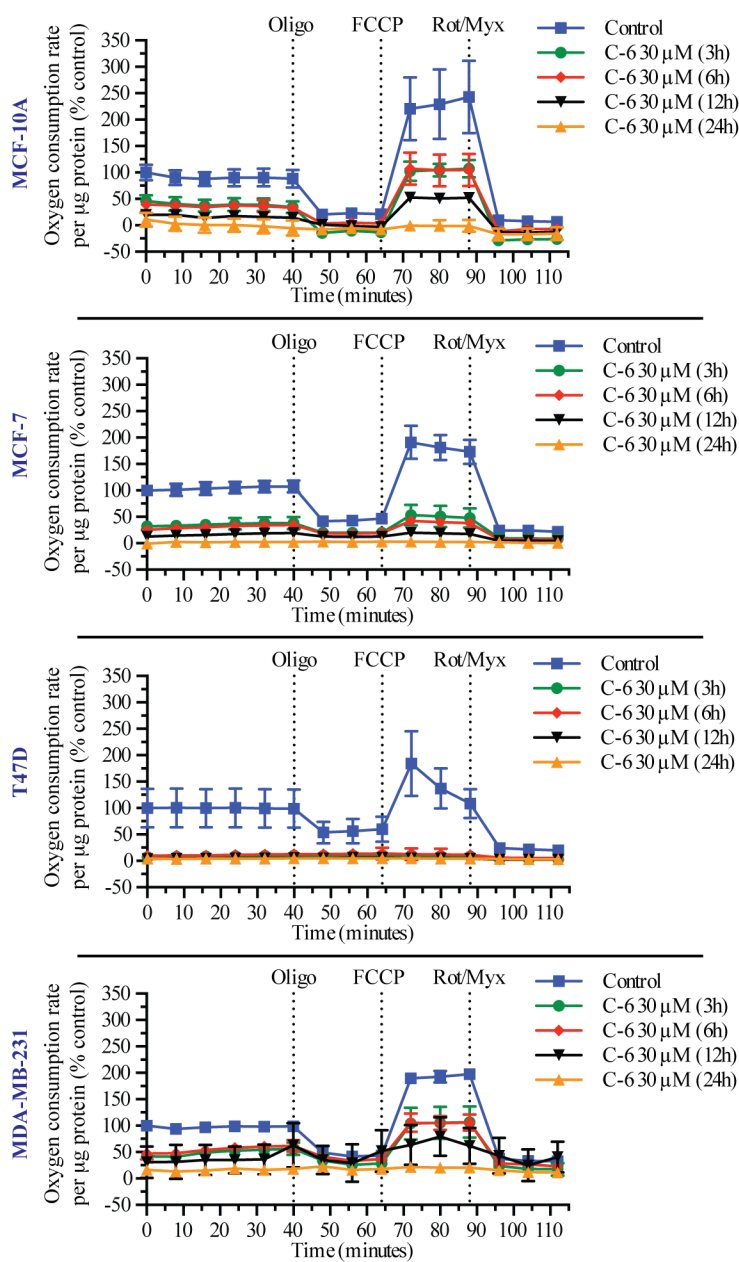 Oligo FCCP Rot/Myx
Control
C-6 30 µM (3h)
C-6 30 µM (6h)
C-6 30 µM (12h)
C-6 30 µM (24h)
MCF-10A
Oxygen consumption rate
per µg protein (% control)
350
300
250
200
150
100
50
0
-50
0 10 20 30 40 50 60 70 80 90 100 110
Time (minutes)
Oligo FCCP Rot/Myx
Control
C-6 30 µM (3h)
C-6 30 µM (6h)
C-6 30 µM (12h)
C-6 30 µM (24h)
MCF-7
Oxygen consumption rate
per µg protein (% control)
350
300
250
200
150
100
50
0
-50
0 10 20 30 40 50 60 70 80 90 100 110
Time (minutes)
Oligo FCCP Rot/Myx
Control
C-6 30 µM (3h)
C-6 30 µM (6h)
C-6 30 µM (12h)
C-6 30 µM (24h)
T47D
Oxygen consumption rate
per µg protein (% control)
350
300
250
200
150
100
50
0
-50
0 10 20 30 40 50 60 70 80 90 100 110
Time (minutes)
Oligo FCCP Rot/Myx
Control
C-6 30 µM (3h)
C-6 30 µM (6h)
C-6 30 µM (12h)
C-6 30 µM (24h)
MDA-MB-231
Oxygen consumption rate
per µg protein (% control)
350
300
250
200
150
100
50
0
-50
0 10 20 30 40 50 60 70 80 90 100 110
Time (minutes)